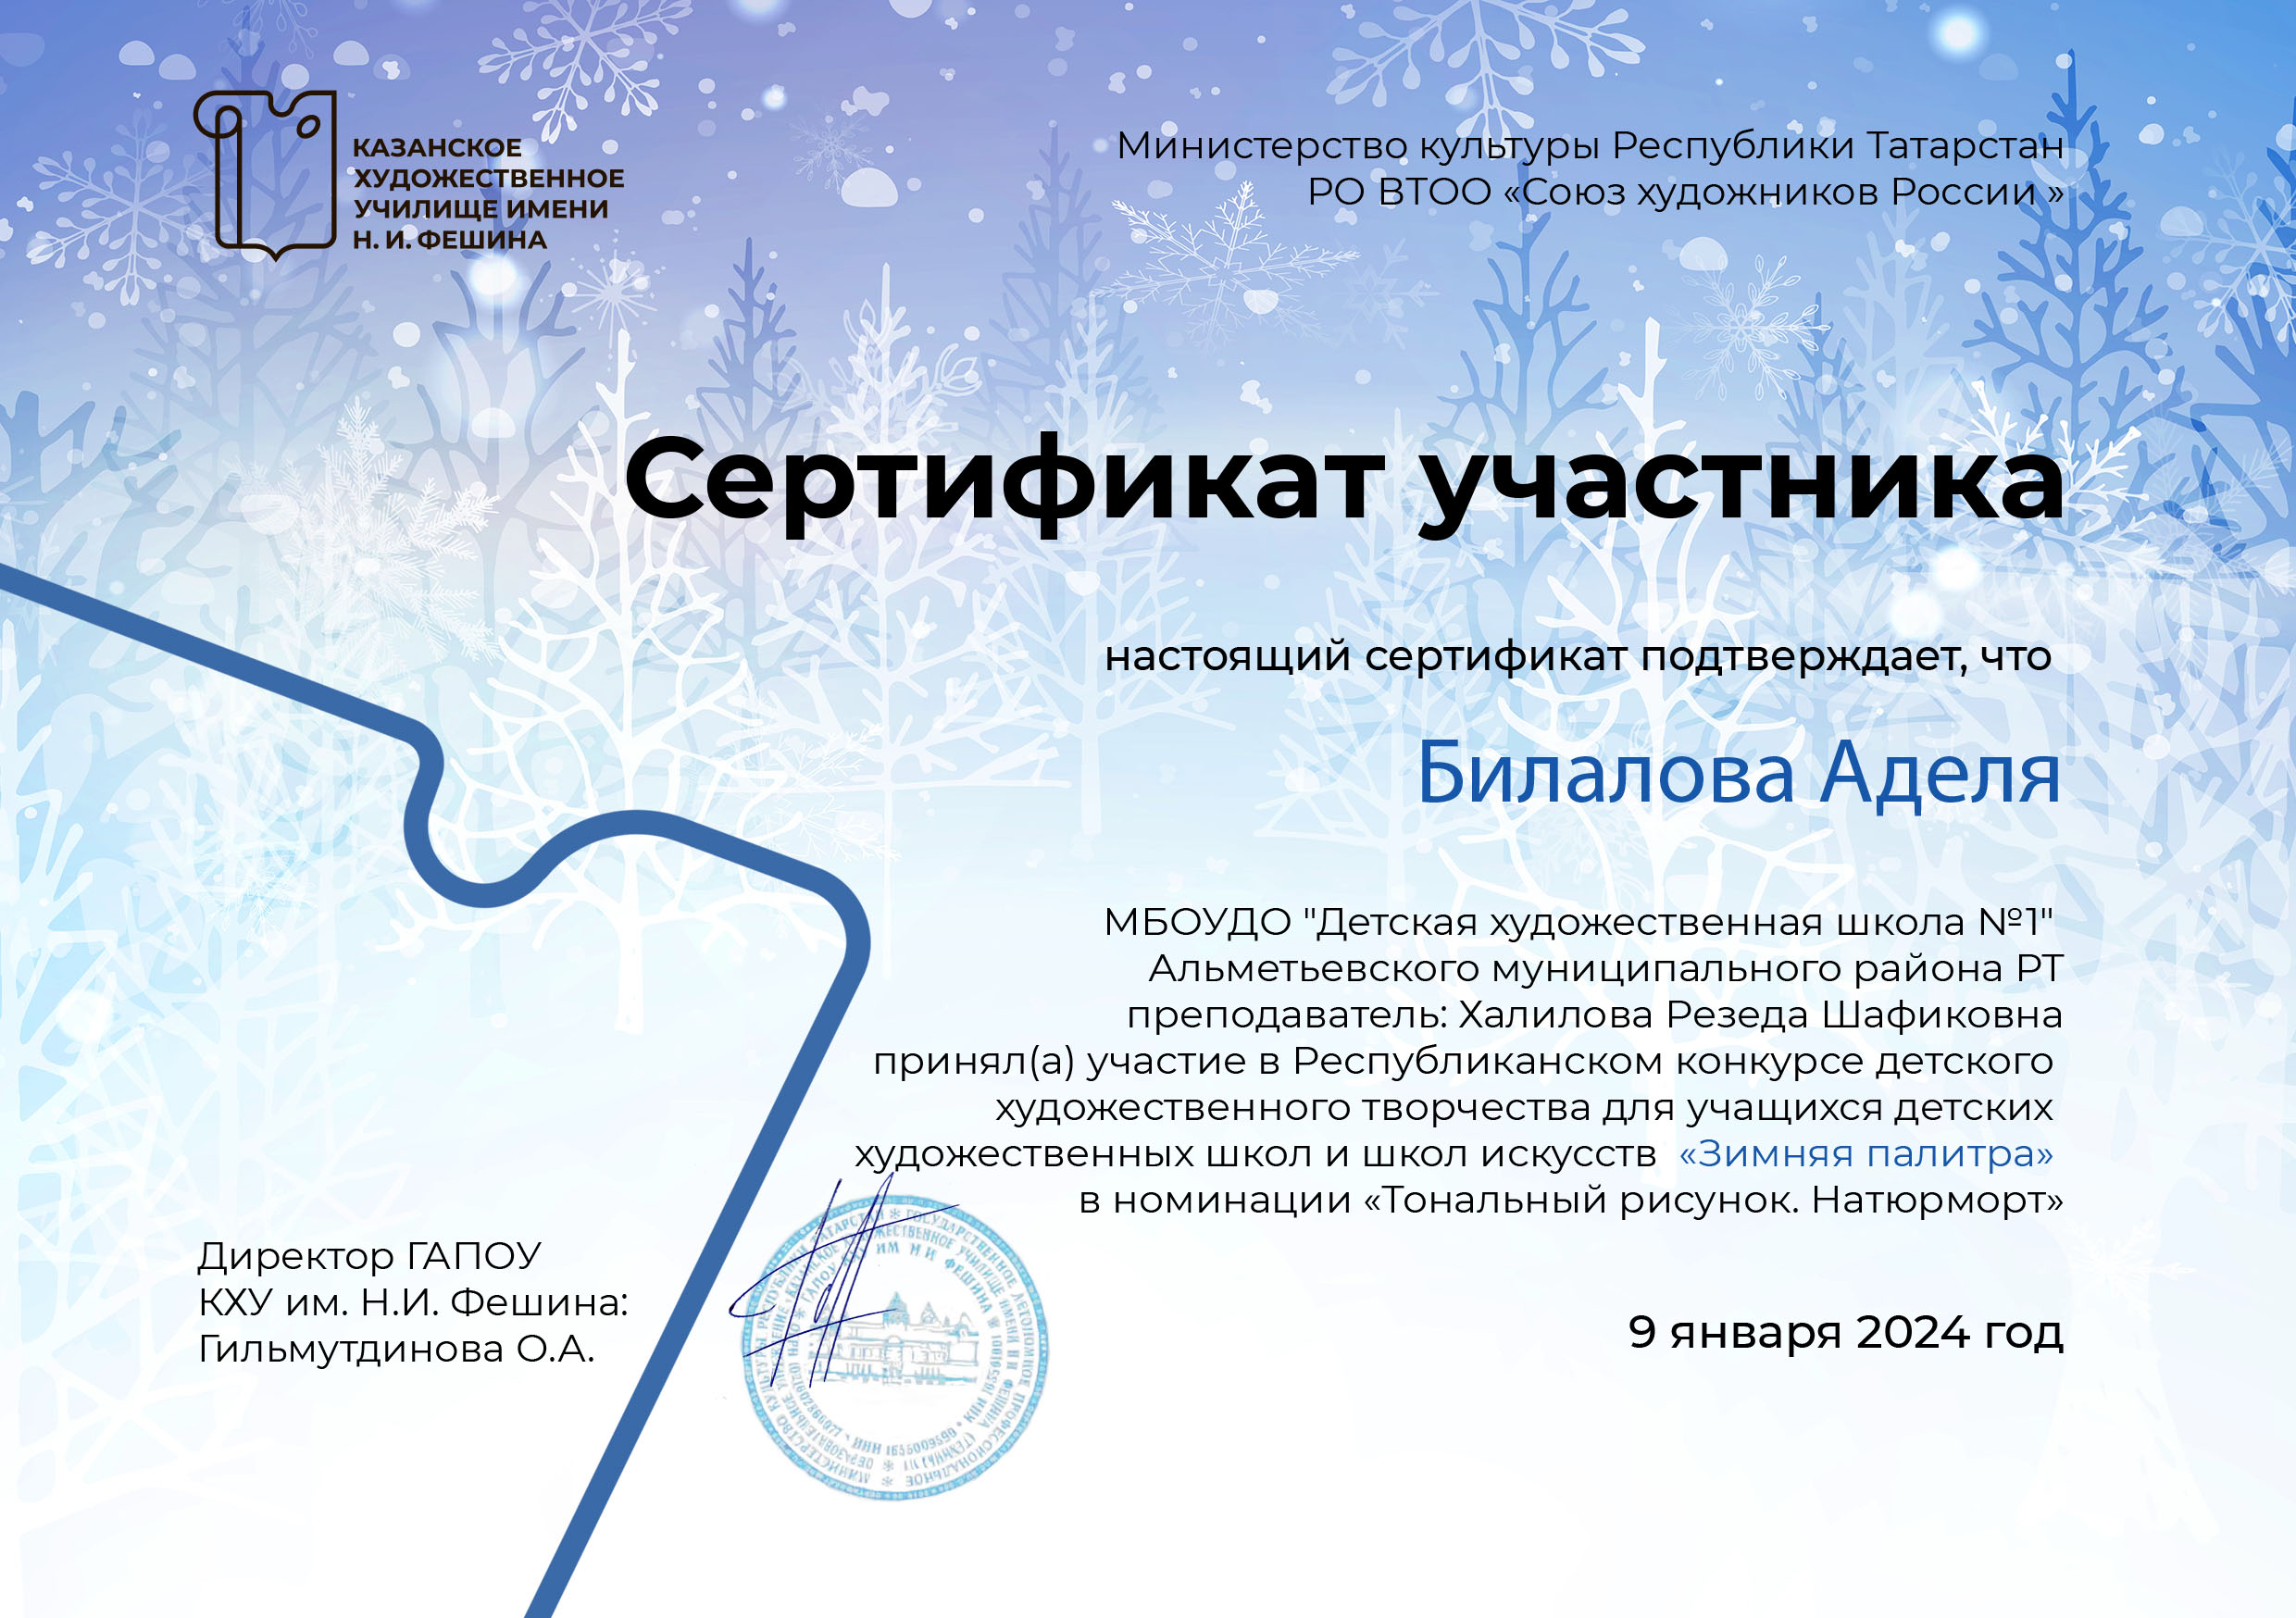 КАЗАНСКОЕ
ХУДОЖЕСТВЕННОЕ
УЧИЛИЩЕ ИМЕНИ
Н. И. ФЕШИНА
Министерство культуры Республики Татарстан
РО ВТОО «Союз художников России »
Сертификат участника
настоящий сертификат подтверждает, что
Билалова Аделя
МБОУДО "Детская художественная школа №1"
Альметьевского муниципального района РТ
преподаватель: Халилова Резеда Шафиковна
принял(а) участие в Республиканском конкурсе детского
художественного творчества для учащихся детских
художественных школ и школ искусств «Зимняя палитра»
в номинации «Тональный рисунок. Натюрморт»
Директор ГАПОУ
КХУ им. Н.И. Фешина:
Гильмутдинова О.А.
9 января 2024 год